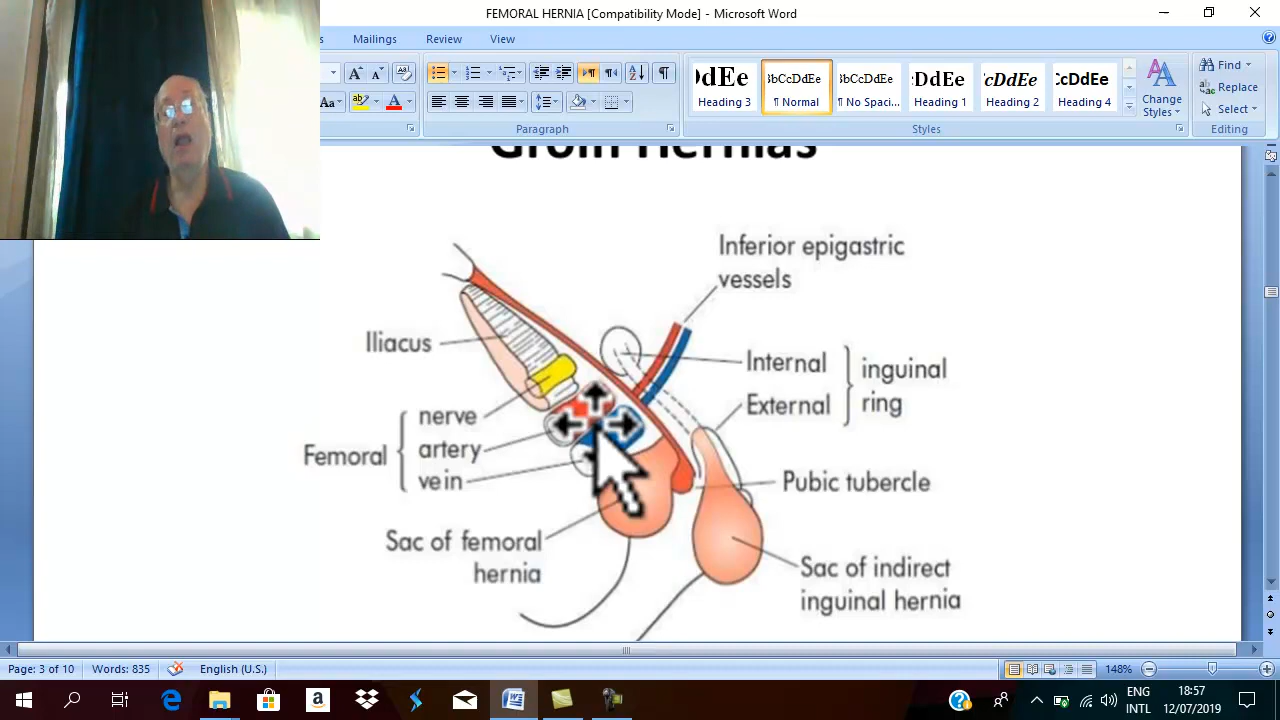 FEMORAL HERNIA [Compatibility Mode] - Microsoft Word
Mailings Review View
Heading 3
¶ Normal
¶ No Spaci...
Heading 1
Heading 2
Heading 4
Change
Styles
Find
Replace
Select
Paragraph
Styles
Editing
Groin Hernias
Inferior epigastric
vessels
Iliacus
Internal
External
inguinal
ring
Femoral
nerve
artery
vein
Pubic tubercle
Sac of femoral
hernia
Sac of indirect
inguinal hernia
Page: 3 of 10 Words: 835 English (U.S.) 148%
ENG
INTL
18:57
12/07/2019